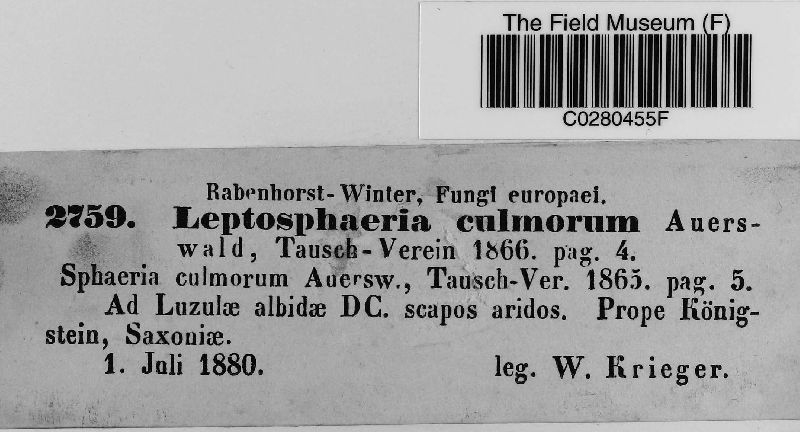 The Field Museum (F)
C0280455F
Rabenhorst-Winter, Fungi europaei.
2759. Leptosphaeria culmorum Auers-
wald, Tausch-Verein 1866. pag. 4.
Sphaeria culmorum Auersw., Tausch-Ver. 1865. pag. 5.
Ad Luzulæ albidæ DC. scapos aridos. Prope König-
stein, Saxoniæ.
1. Juli 1880. leg. W. Krieger.